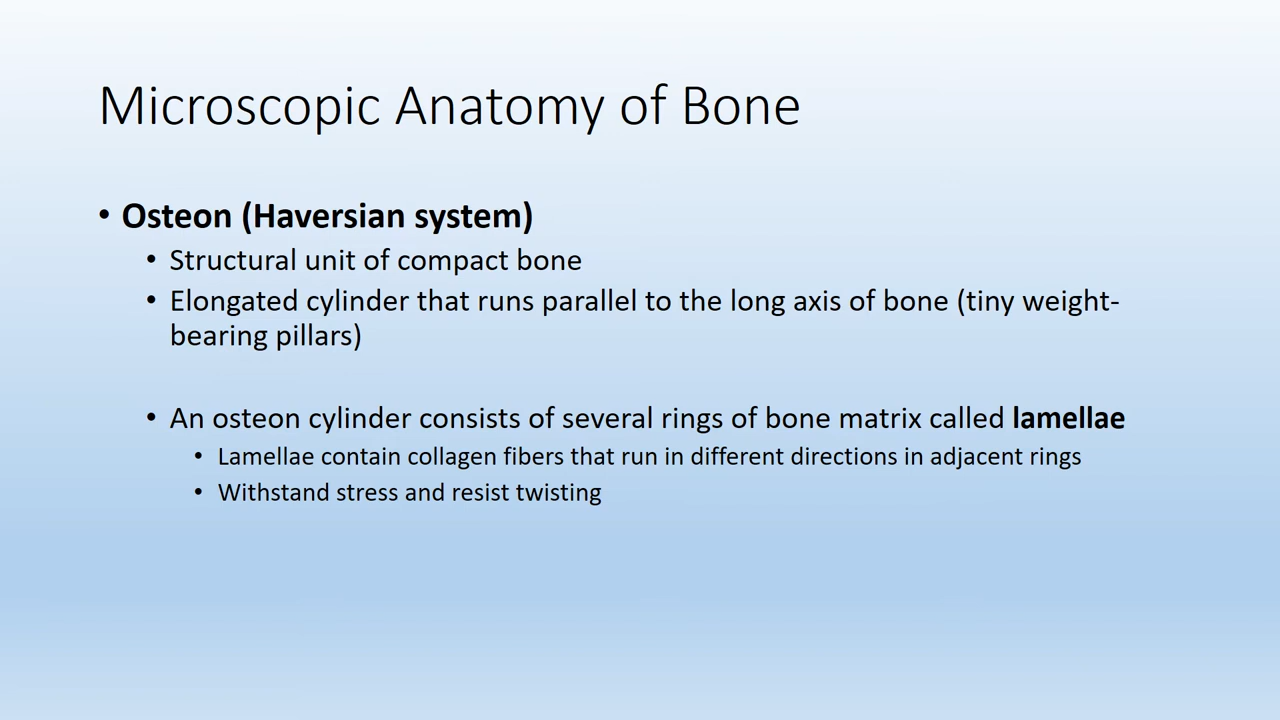 Microscopic Anatomy of Bone
• Osteon (Haversian system)
• Structural unit of compact bone
• Elongated cylinder that runs parallel to the long axis of bone (tiny weight-
bearing pillars)
• An osteon cylinder consists of several rings of bone matrix called lamellae
• Lamellae contain collagen fibers that run in different directions in adjacent rings
• Withstand stress and resist twisting